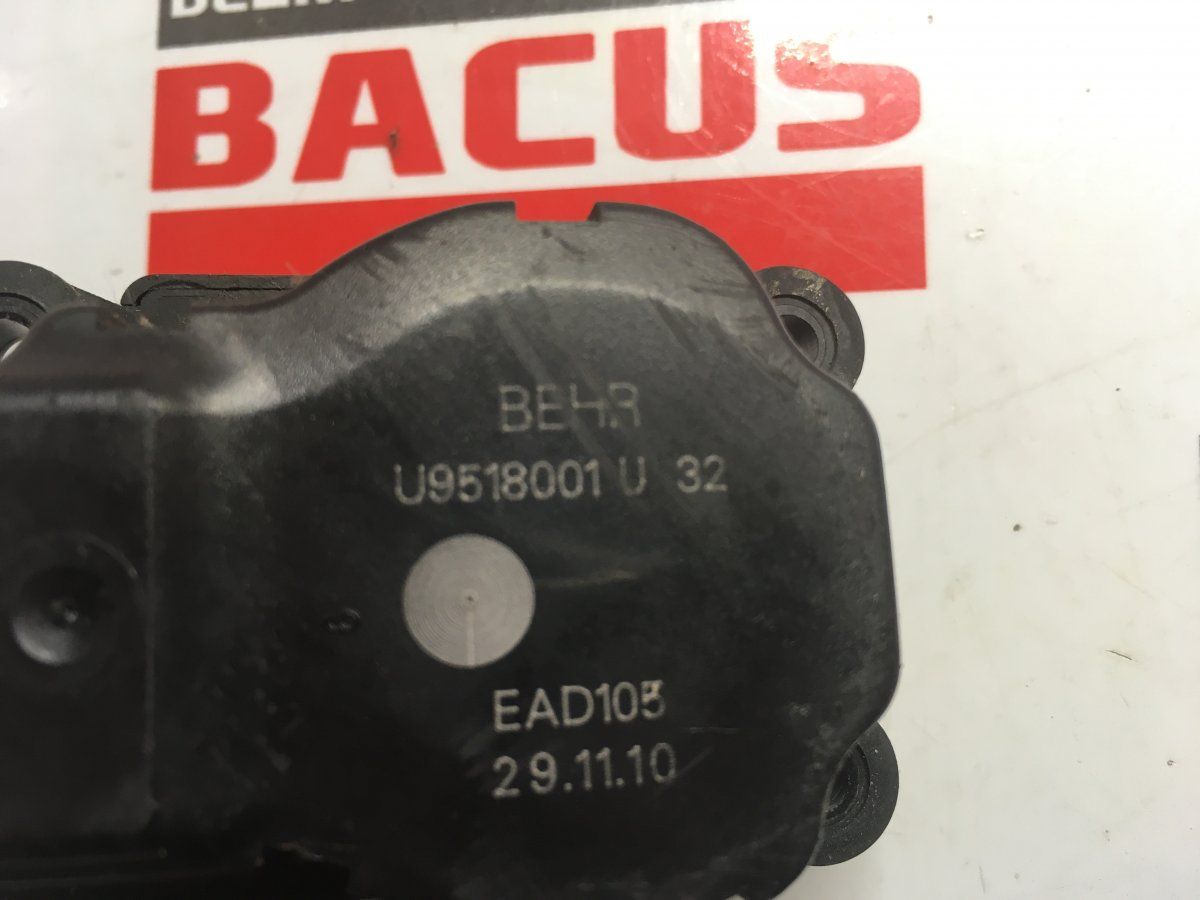 BACUS
BEHR
U9518001 U 32
EAD105
29.11.10